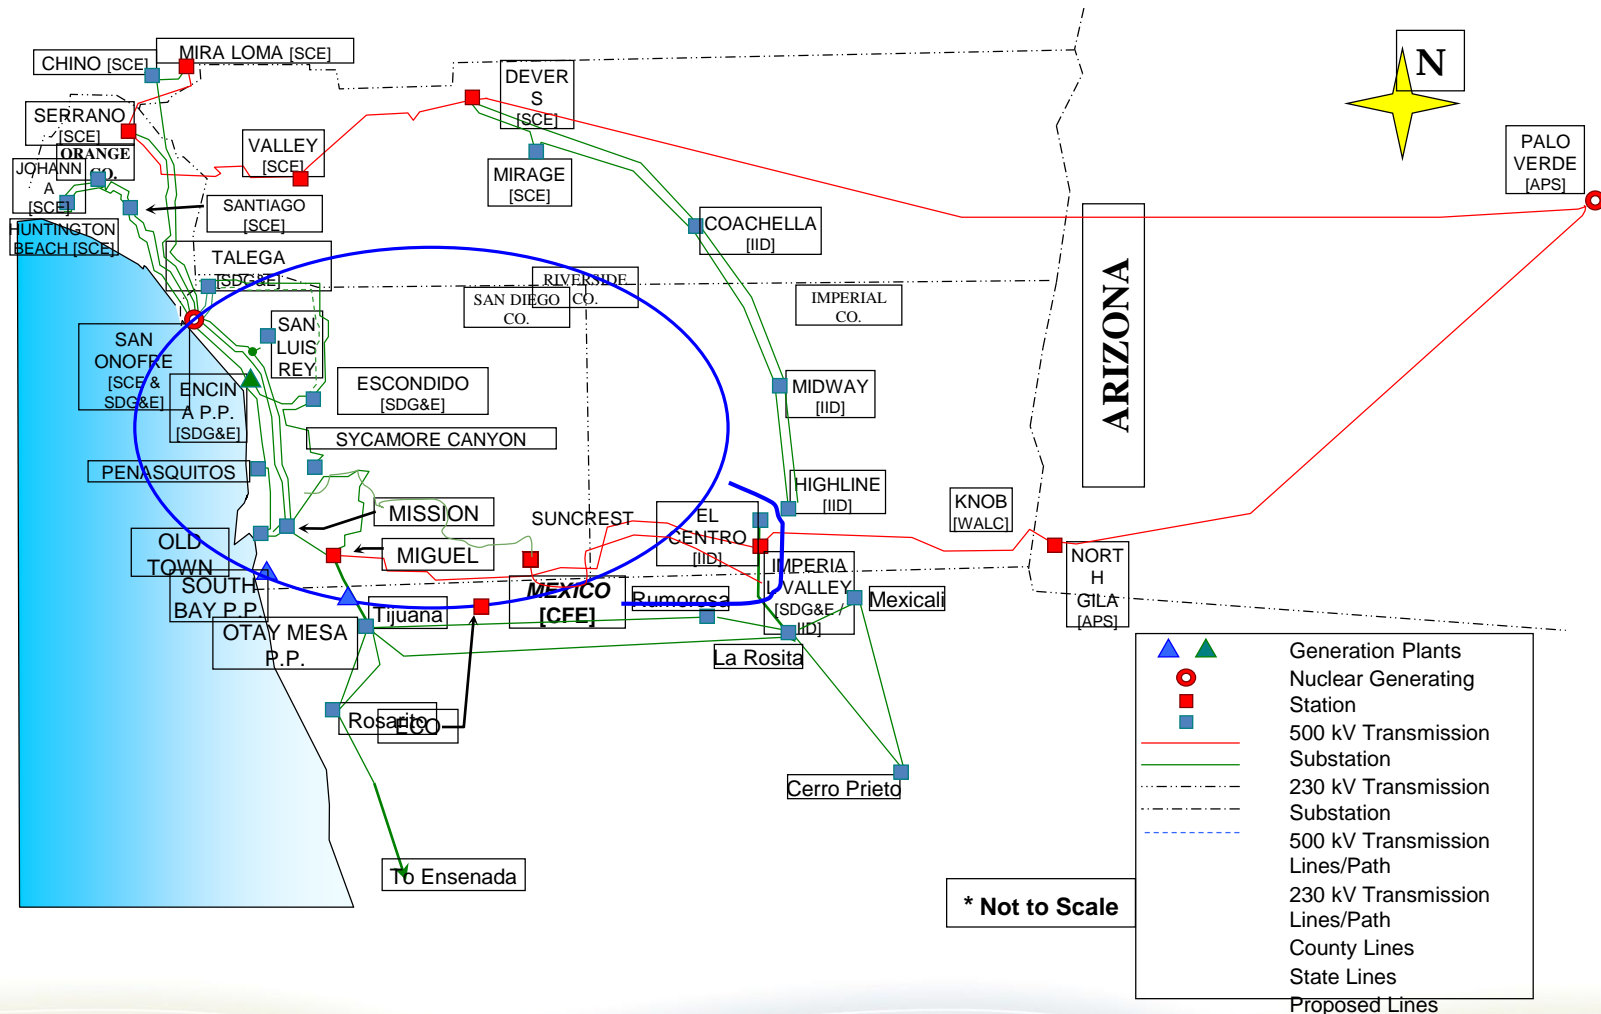 MIRA LOMA [SCE]
CHINO [SCE]
N
DEVER
S
[SCE]
SERRANO
[SCE]
ORANGE
CO.
VALLEY
[SCE]
PALO
VERDE
[APS]
JOHANN
A
[SCE]
MIRAGE
[SCE]
SANTIAGO
[SCE]
HUNTINGTON
BEACH [SCE]
COACHELLA
[IID]
TALEGA
[SDG&E]
RIVERSIDE
CO.
SAN DIEGO
CO.
IMPERIAL
CO.
ARIZONA
SAN
LUIS
REY
SAN
ONOFRE
[SCE &
SDG&E]
ENCIN
A P.P.
[SDG&E]
ESCONDIDO
[SDG&E]
MIDWAY
[IID]
SYCAMORE CANYON
PENASQUITOS
HIGHLINE
[IID]
KNOB
[WALC]
MISSION
SUNCREST
EL
CENTRO
[IID]
OLD
TOWN
MIGUEL
NORT
H
GILA
[APS]
IMPERIA
L VALLEY
[SDG&E /
IID]
SOUTH
BAY P.P.
MEXICO
[CFE]
Rumorosa
Mexicali
Tijuana
OTAY MESA
P.P.
La Rosita
Rosarito
ECO
Cerro Prieto
To Ensenada
* Not to Scale
Generation Plants
Nuclear Generating
Station
500 kV Transmission
Substation
230 kV Transmission
Substation
500 kV Transmission
Lines/Path
230 kV Transmission
Lines/Path
County Lines
State Lines
Proposed Lines